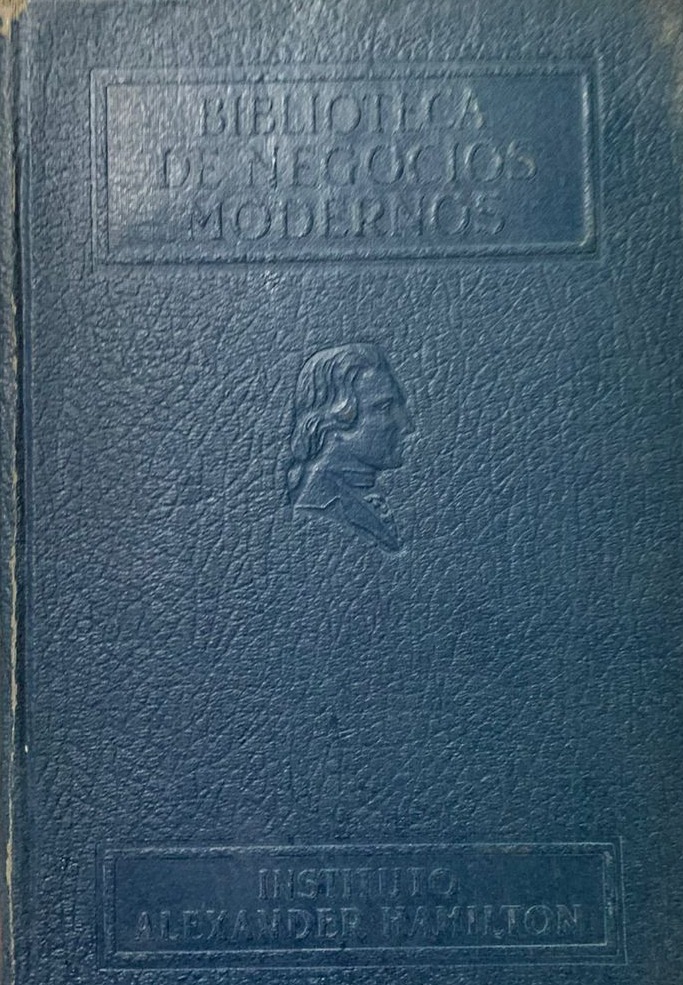 BIBLIOTECA
DE NEGOCIOS
MODERNOS
INSTITUTO
ALEXANDER HAMILTON